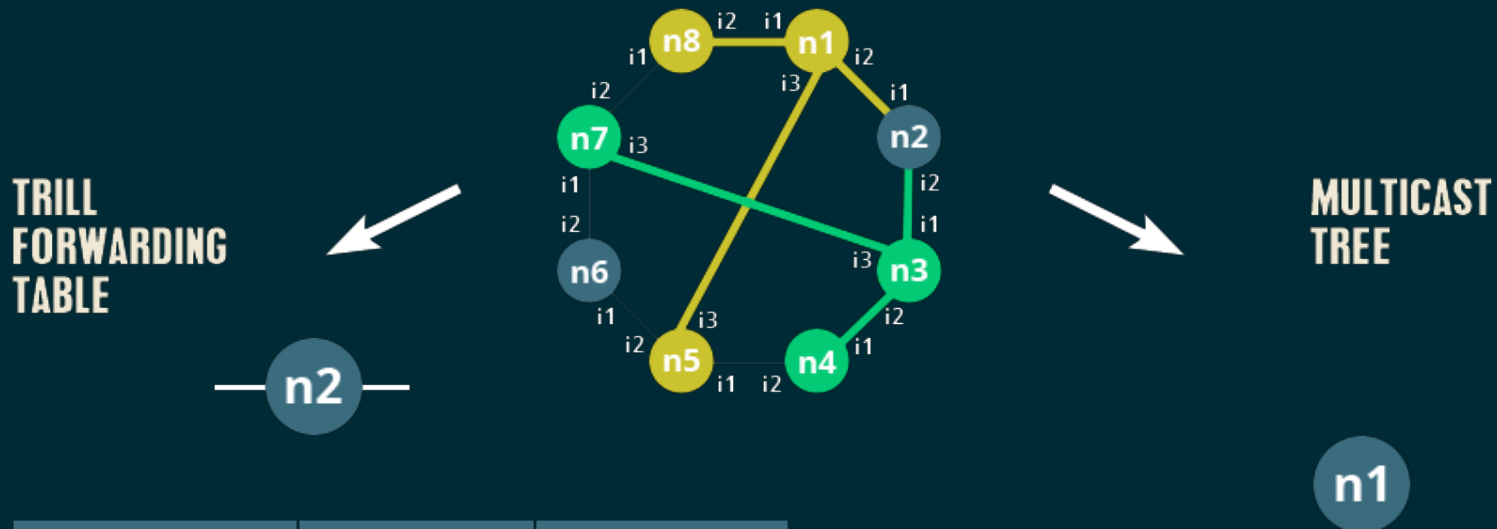 i2 i1
n8 n1
i1 i3 i2
i2 i1
n7 i3 n2
i1 i2
i2 i1
n6 i3 n3
i1 i3 i2
i2 n5 n4 i1
i1 i2
TRILL
FORWARDING
TABLE
n2
MULTICAST
TREE
n1